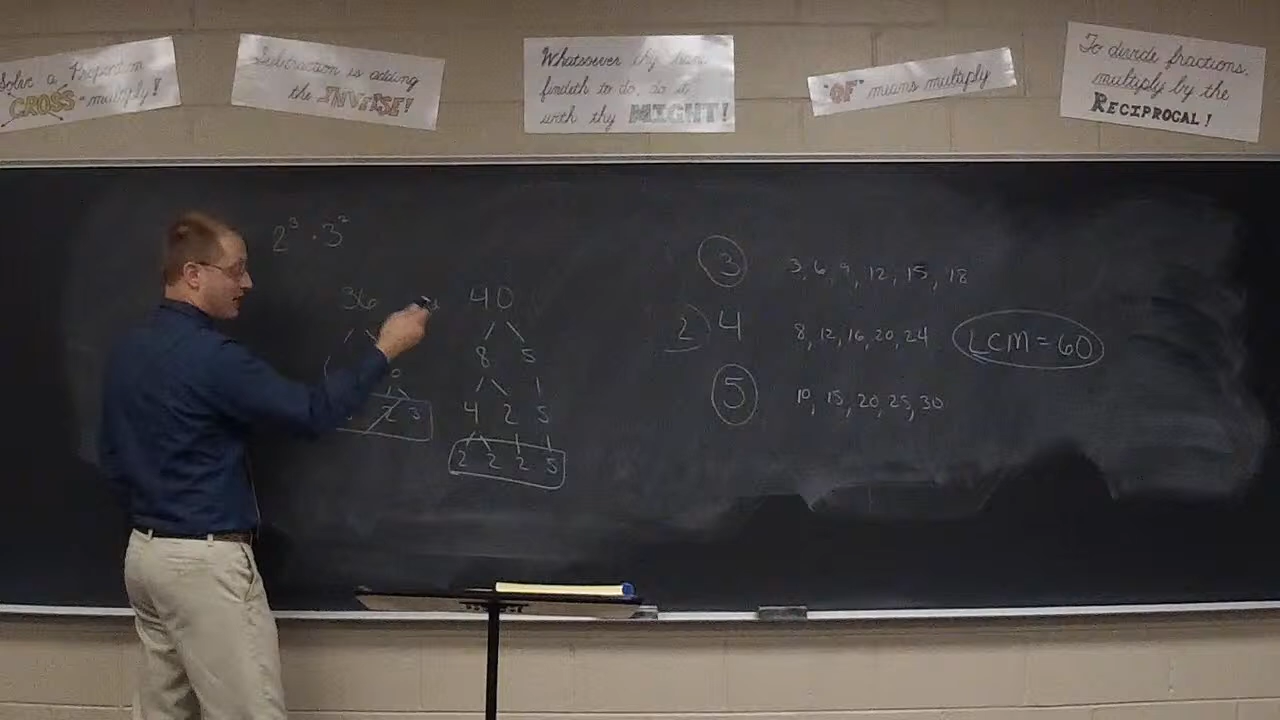 Solve a Proportion
"CROSS" multiply!
Subtraction is adding
the INVERSE!
Whatsoever thy hand
findeth to do, do it
with thy MIGHT!
"OF" means multiply
To divide fractions,
multiply by the
RECIPROCAL!
2³ · 3²
36
40
8 5
4 2 5
2 3
2 2 2 5
3 3, 6, 9, 12, 15, 18
2 4 8, 12, 16, 20, 24
LCM = 60
5 10, 15, 20, 25, 30